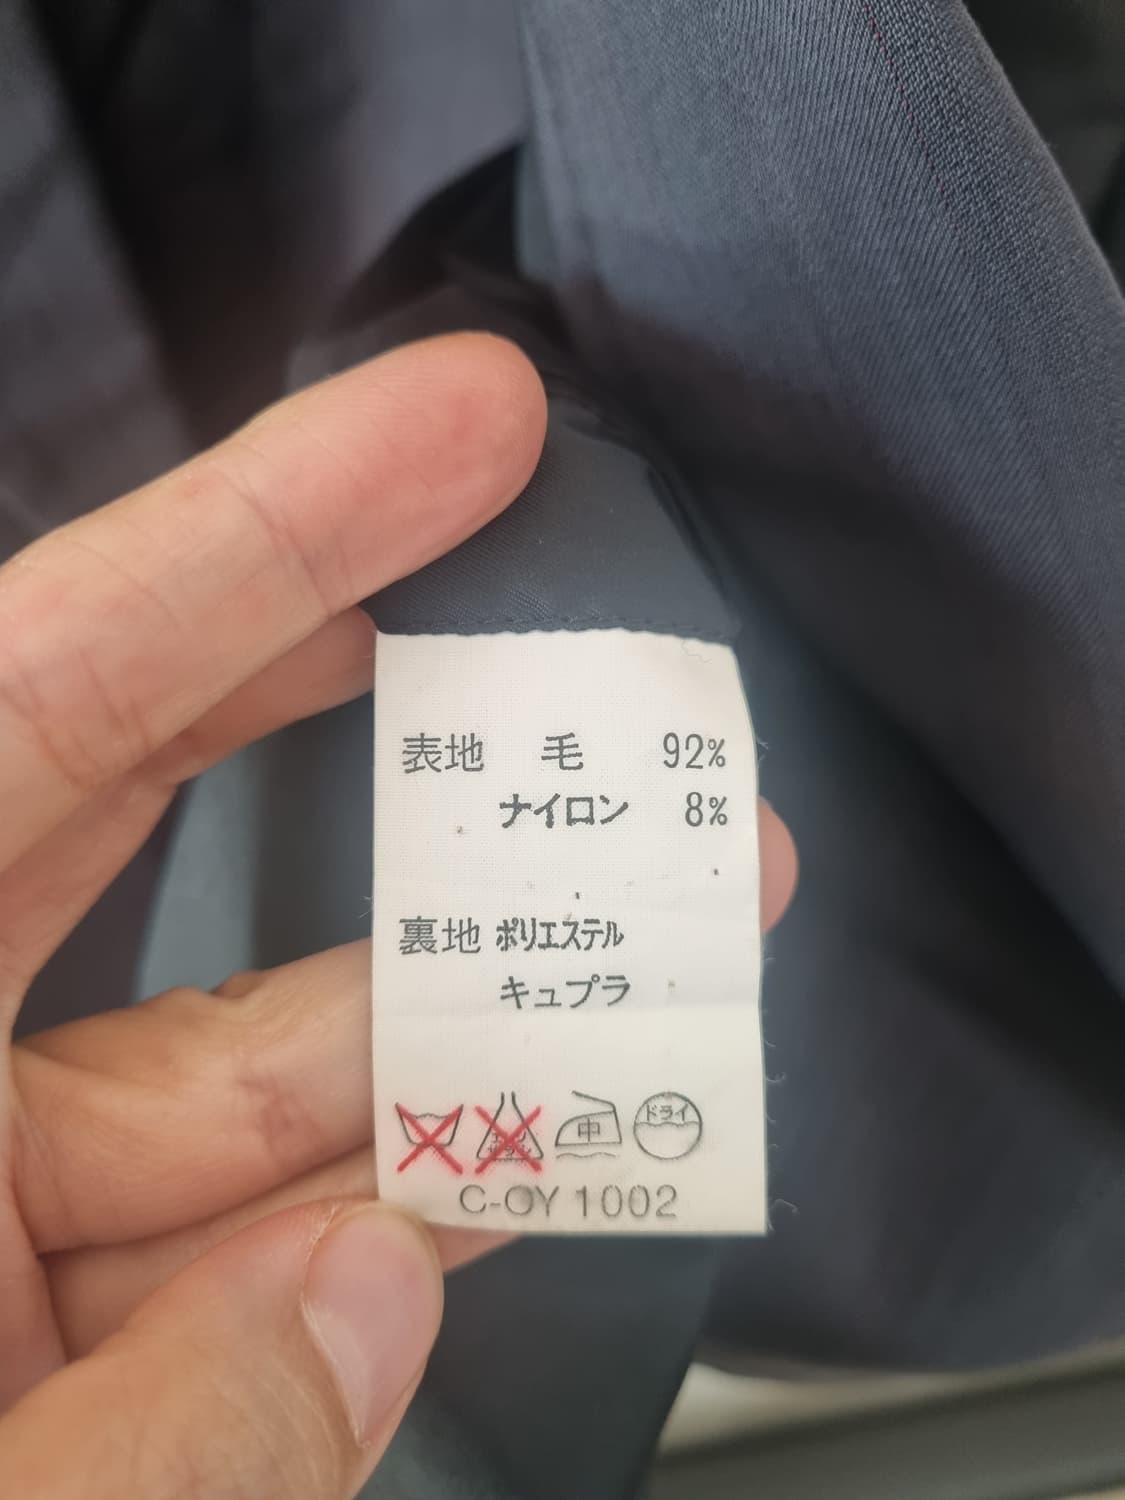 表地 毛 92%
ナイロン 8%
裏地 ポリエステル
キュプラ
中 ドライ
C-OY 1002